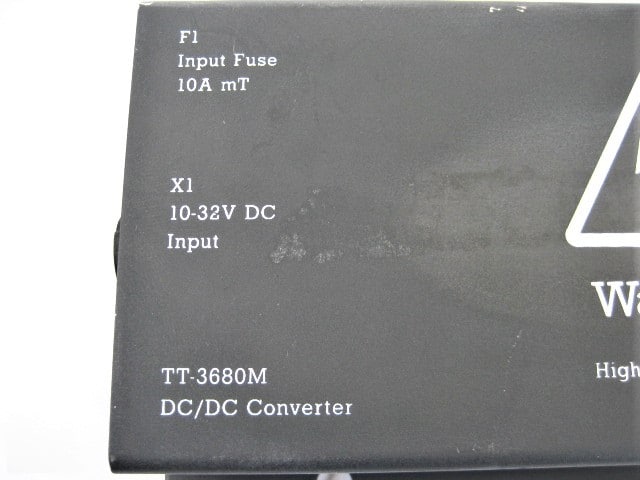 F1
Input Fuse
10A mT
X1
10-32V DC
Input
TT-3680M
DC/DC Converter
High